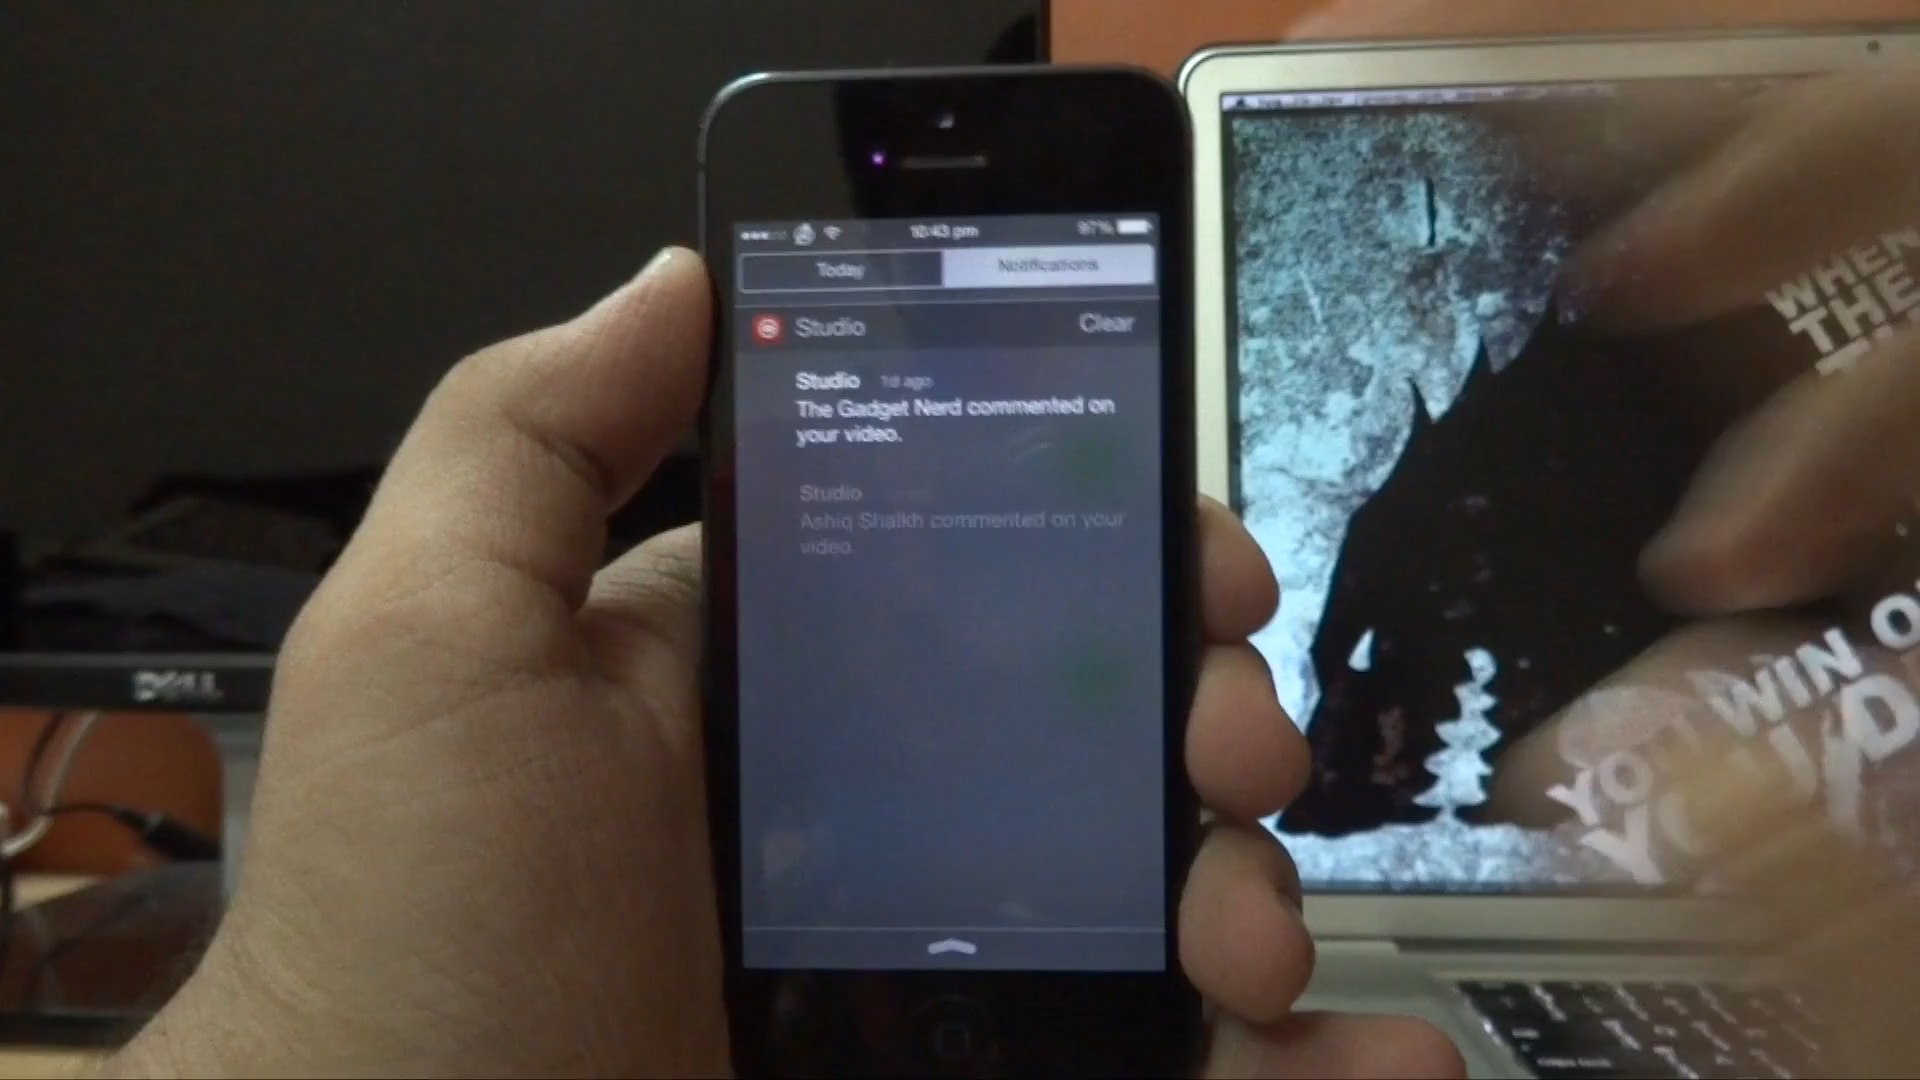 10:43 pm 97%
Today Notifications
Studio Clear
Studio 1d ago
The Gadget Nerd commented on
your video.
Studio
Ashiq Shaikh commented on your
video.
DELL
WHEN
THE
YO WIN O